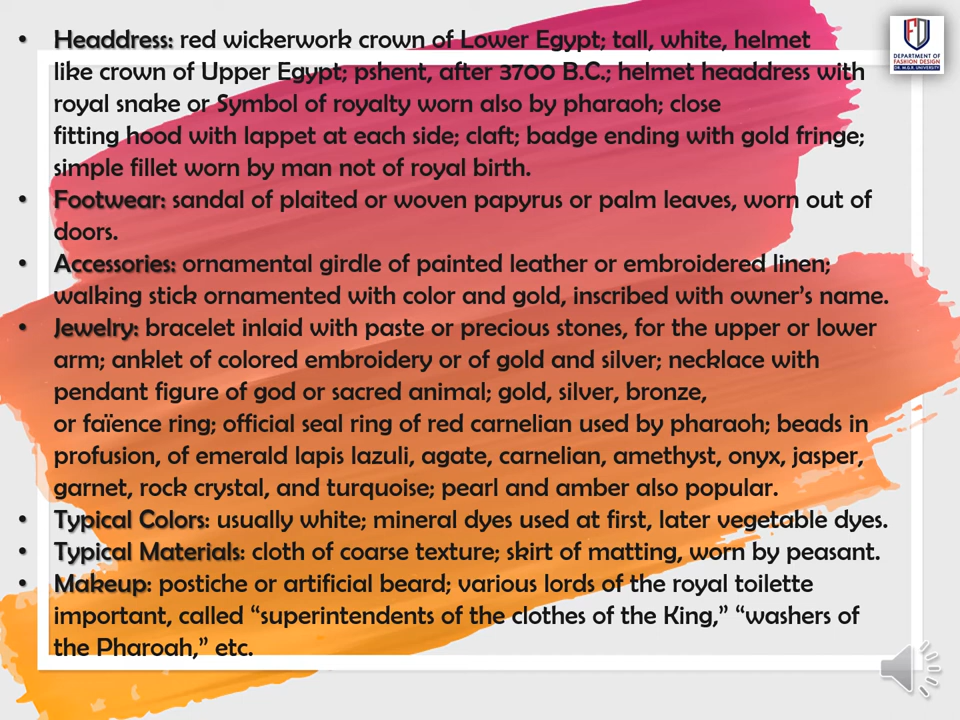 • Headdress: red wickerwork crown of Lower Egypt; tall, white, helmet
like crown of Upper Egypt; pshent, after 3700 B.C.; helmet headdress with
royal snake or Symbol of royalty worn also by pharaoh; close
fitting hood with lappet at each side; claft; badge ending with gold fringe;
simple fillet worn by man not of royal birth.
• Footwear: sandal of plaited or woven papyrus or palm leaves, worn out of
doors.
• Accessories: ornamental girdle of painted leather or embroidered linen;
walking stick ornamented with color and gold, inscribed with owner’s name.
• Jewelry: bracelet inlaid with paste or precious stones, for the upper or lower
arm; anklet of colored embroidery or of gold and silver; necklace with
pendant figure of god or sacred animal; gold, silver, bronze,
or faïence ring; official seal ring of red carnelian used by pharaoh; beads in
profusion, of emerald lapis lazuli, agate, carnelian, amethyst, onyx, jasper,
garnet, rock crystal, and turquoise; pearl and amber also popular.
• Typical Colors: usually white; mineral dyes used at first, later vegetable dyes.
• Typical Materials: cloth of coarse texture; skirt of matting, worn by peasant.
• Makeup: postiche or artificial beard; various lords of the royal toilette
important, called “superintendents of the clothes of the King,” “washers of
the Pharoah,” etc.
DEPARTMENT OF
FASHION DESIGN
DR. M.G.R. UNIVERSITY